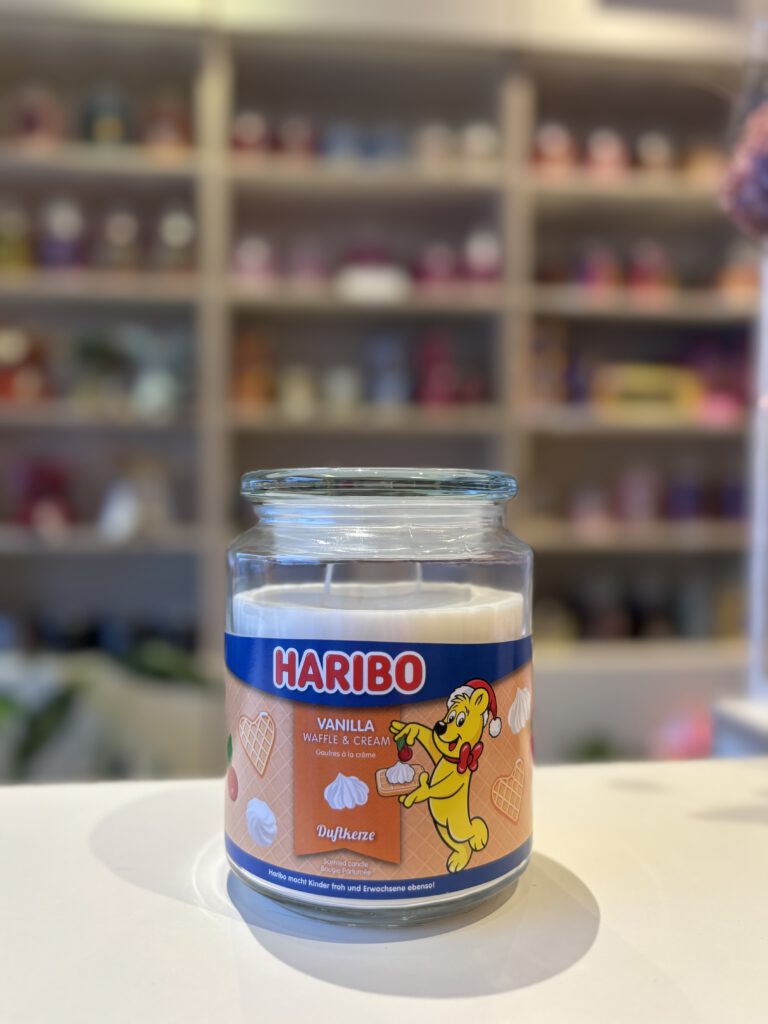 HARIBO
VANILLA
WAFFLE & CREAM
Gaufres à la crème
Duftkerze
Scented candle
Bougie Parfumée
Haribo macht Kinder froh und Erwachsene ebenso!